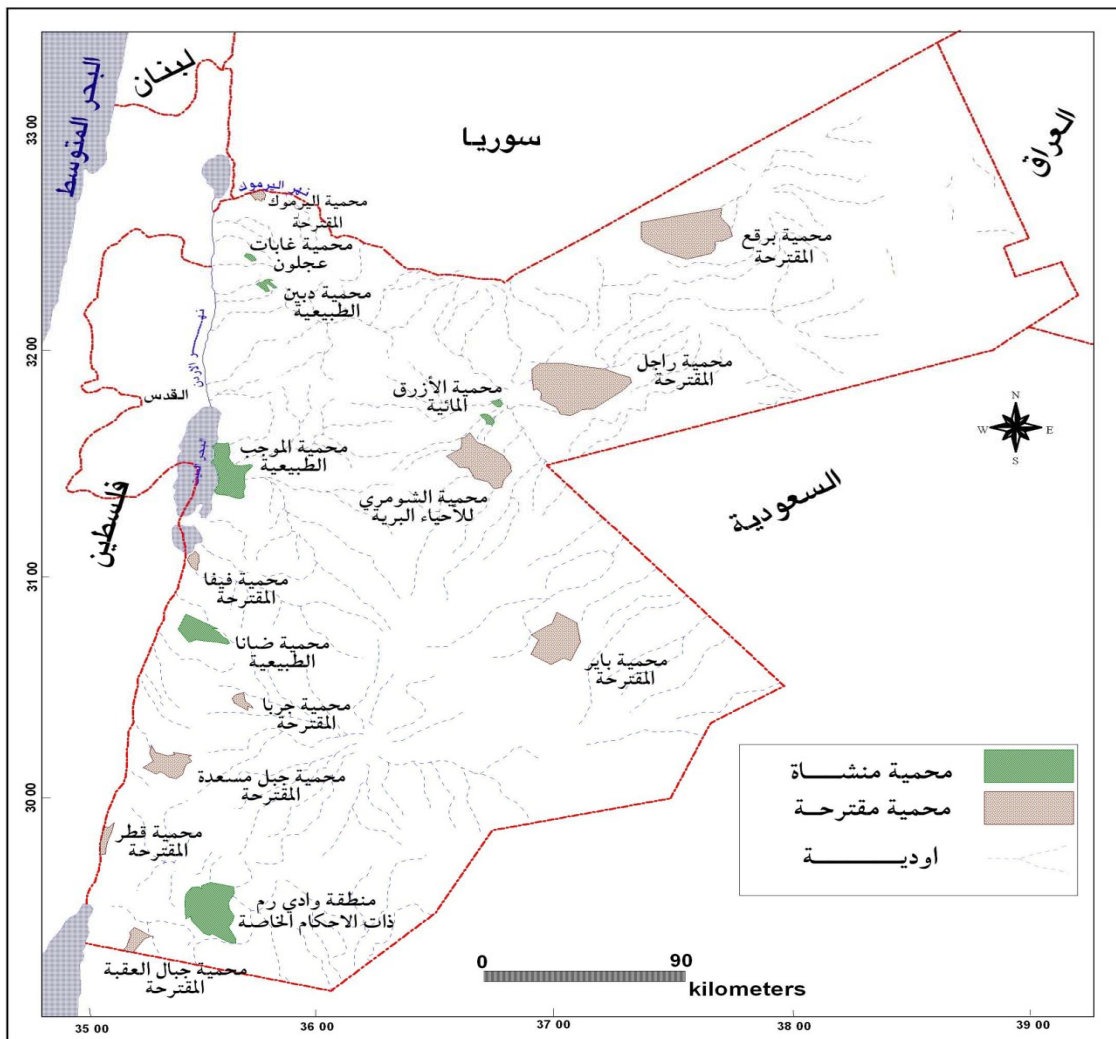 لبنان
البحر المتوسط
سوريا
العراق
33 00
نهر اليرموك
محمية اليرموك
المقترحة
محمية غابات
عجلون
محمية دبين
الطبيعية
محمية برقع
المقترحة
نهر الأردن
32 00
محمية راجل
المقترحة
محمية الأزرق
المائية
القدس
N
W
E
S
محمية الموجب
الطبيعية
محمية الشومري
للأحياء البرية
السعودية
فلسطين
31 00
محمية فيفا
المقترحة
محمية ضانا
الطبيعية
محمية باير
المقترحة
محمية جربا
المقترحة
محمية جبل مسعدة
المقترحة
30 00
محمية قطر
المقترحة
منطقة وادي رم
ذات الاحكام الخاصة
محمية جبال العقبة
المقترحة
محمية منشاة
محمية مقترحة
اودية
0 90
kilometers
35 00 36 00 37 00 38 00 39 00